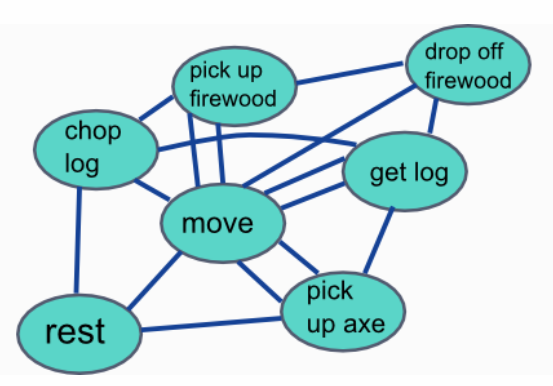 pick up
firewood
drop off
firewood
chop
log
get log
move
pick
up axe
rest